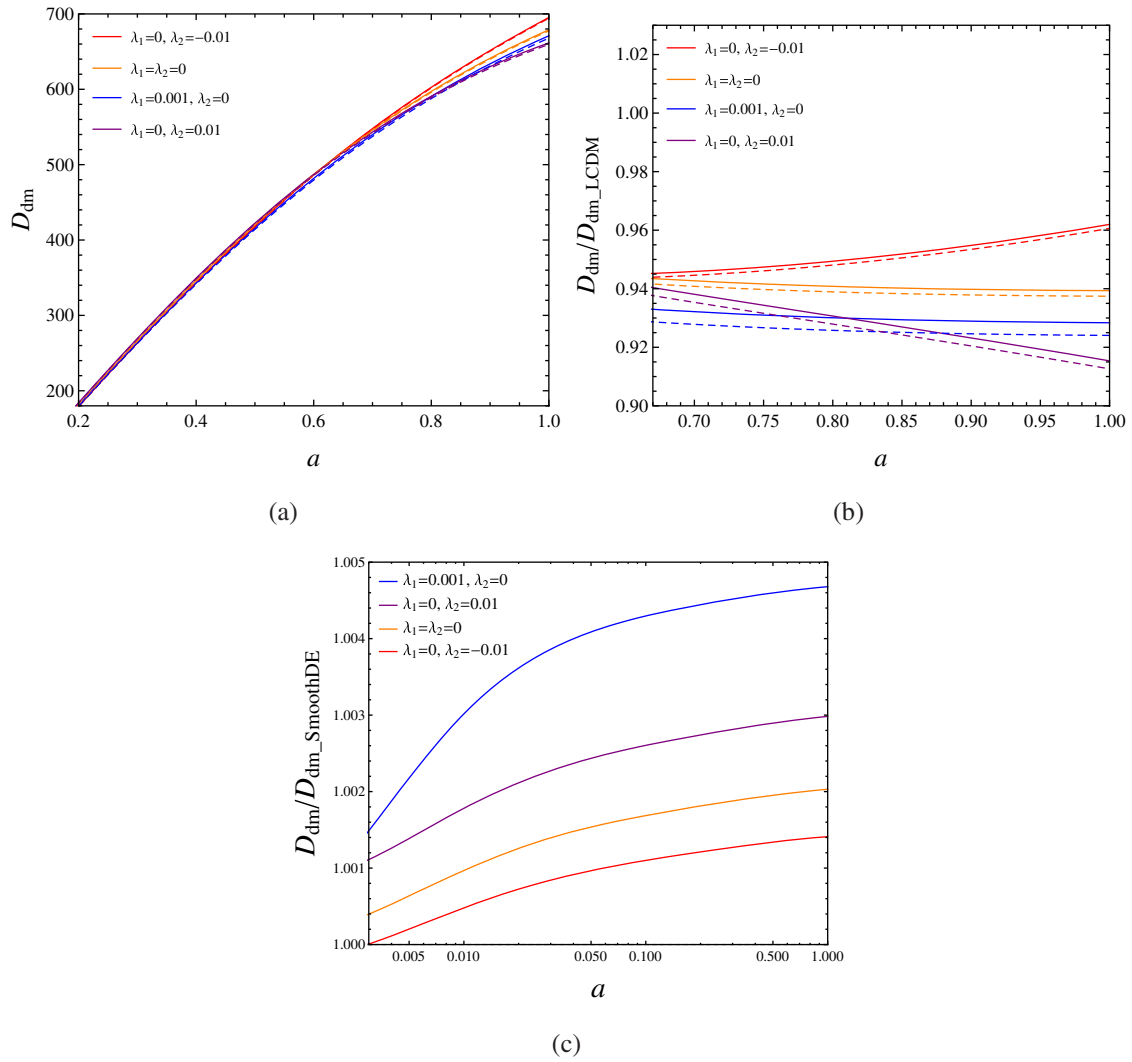 700
600
500
400
300
200
0.2
0.4
0.6
0.8
1.0
D_dm
a
λ₁=0, λ₂=−0.01
λ₁=λ₂=0
λ₁=0.001, λ₂=0
λ₁=0, λ₂=0.01
(a)
1.02
1.00
0.98
0.96
0.94
0.92
0.90
0.70
0.75
0.80
0.85
0.90
0.95
1.00
D_dm/D_dm_LCDM
a
λ₁=0, λ₂=−0.01
λ₁=λ₂=0
λ₁=0.001, λ₂=0
λ₁=0, λ₂=0.01
(b)
1.005
1.004
1.003
1.002
1.001
1.000
0.005
0.010
0.050
0.100
0.500
1.000
D_dm/D_dm_SmoothDE
a
λ₁=0.001, λ₂=0
λ₁=0, λ₂=0.01
λ₁=λ₂=0
λ₁=0, λ₂=−0.01
(c)